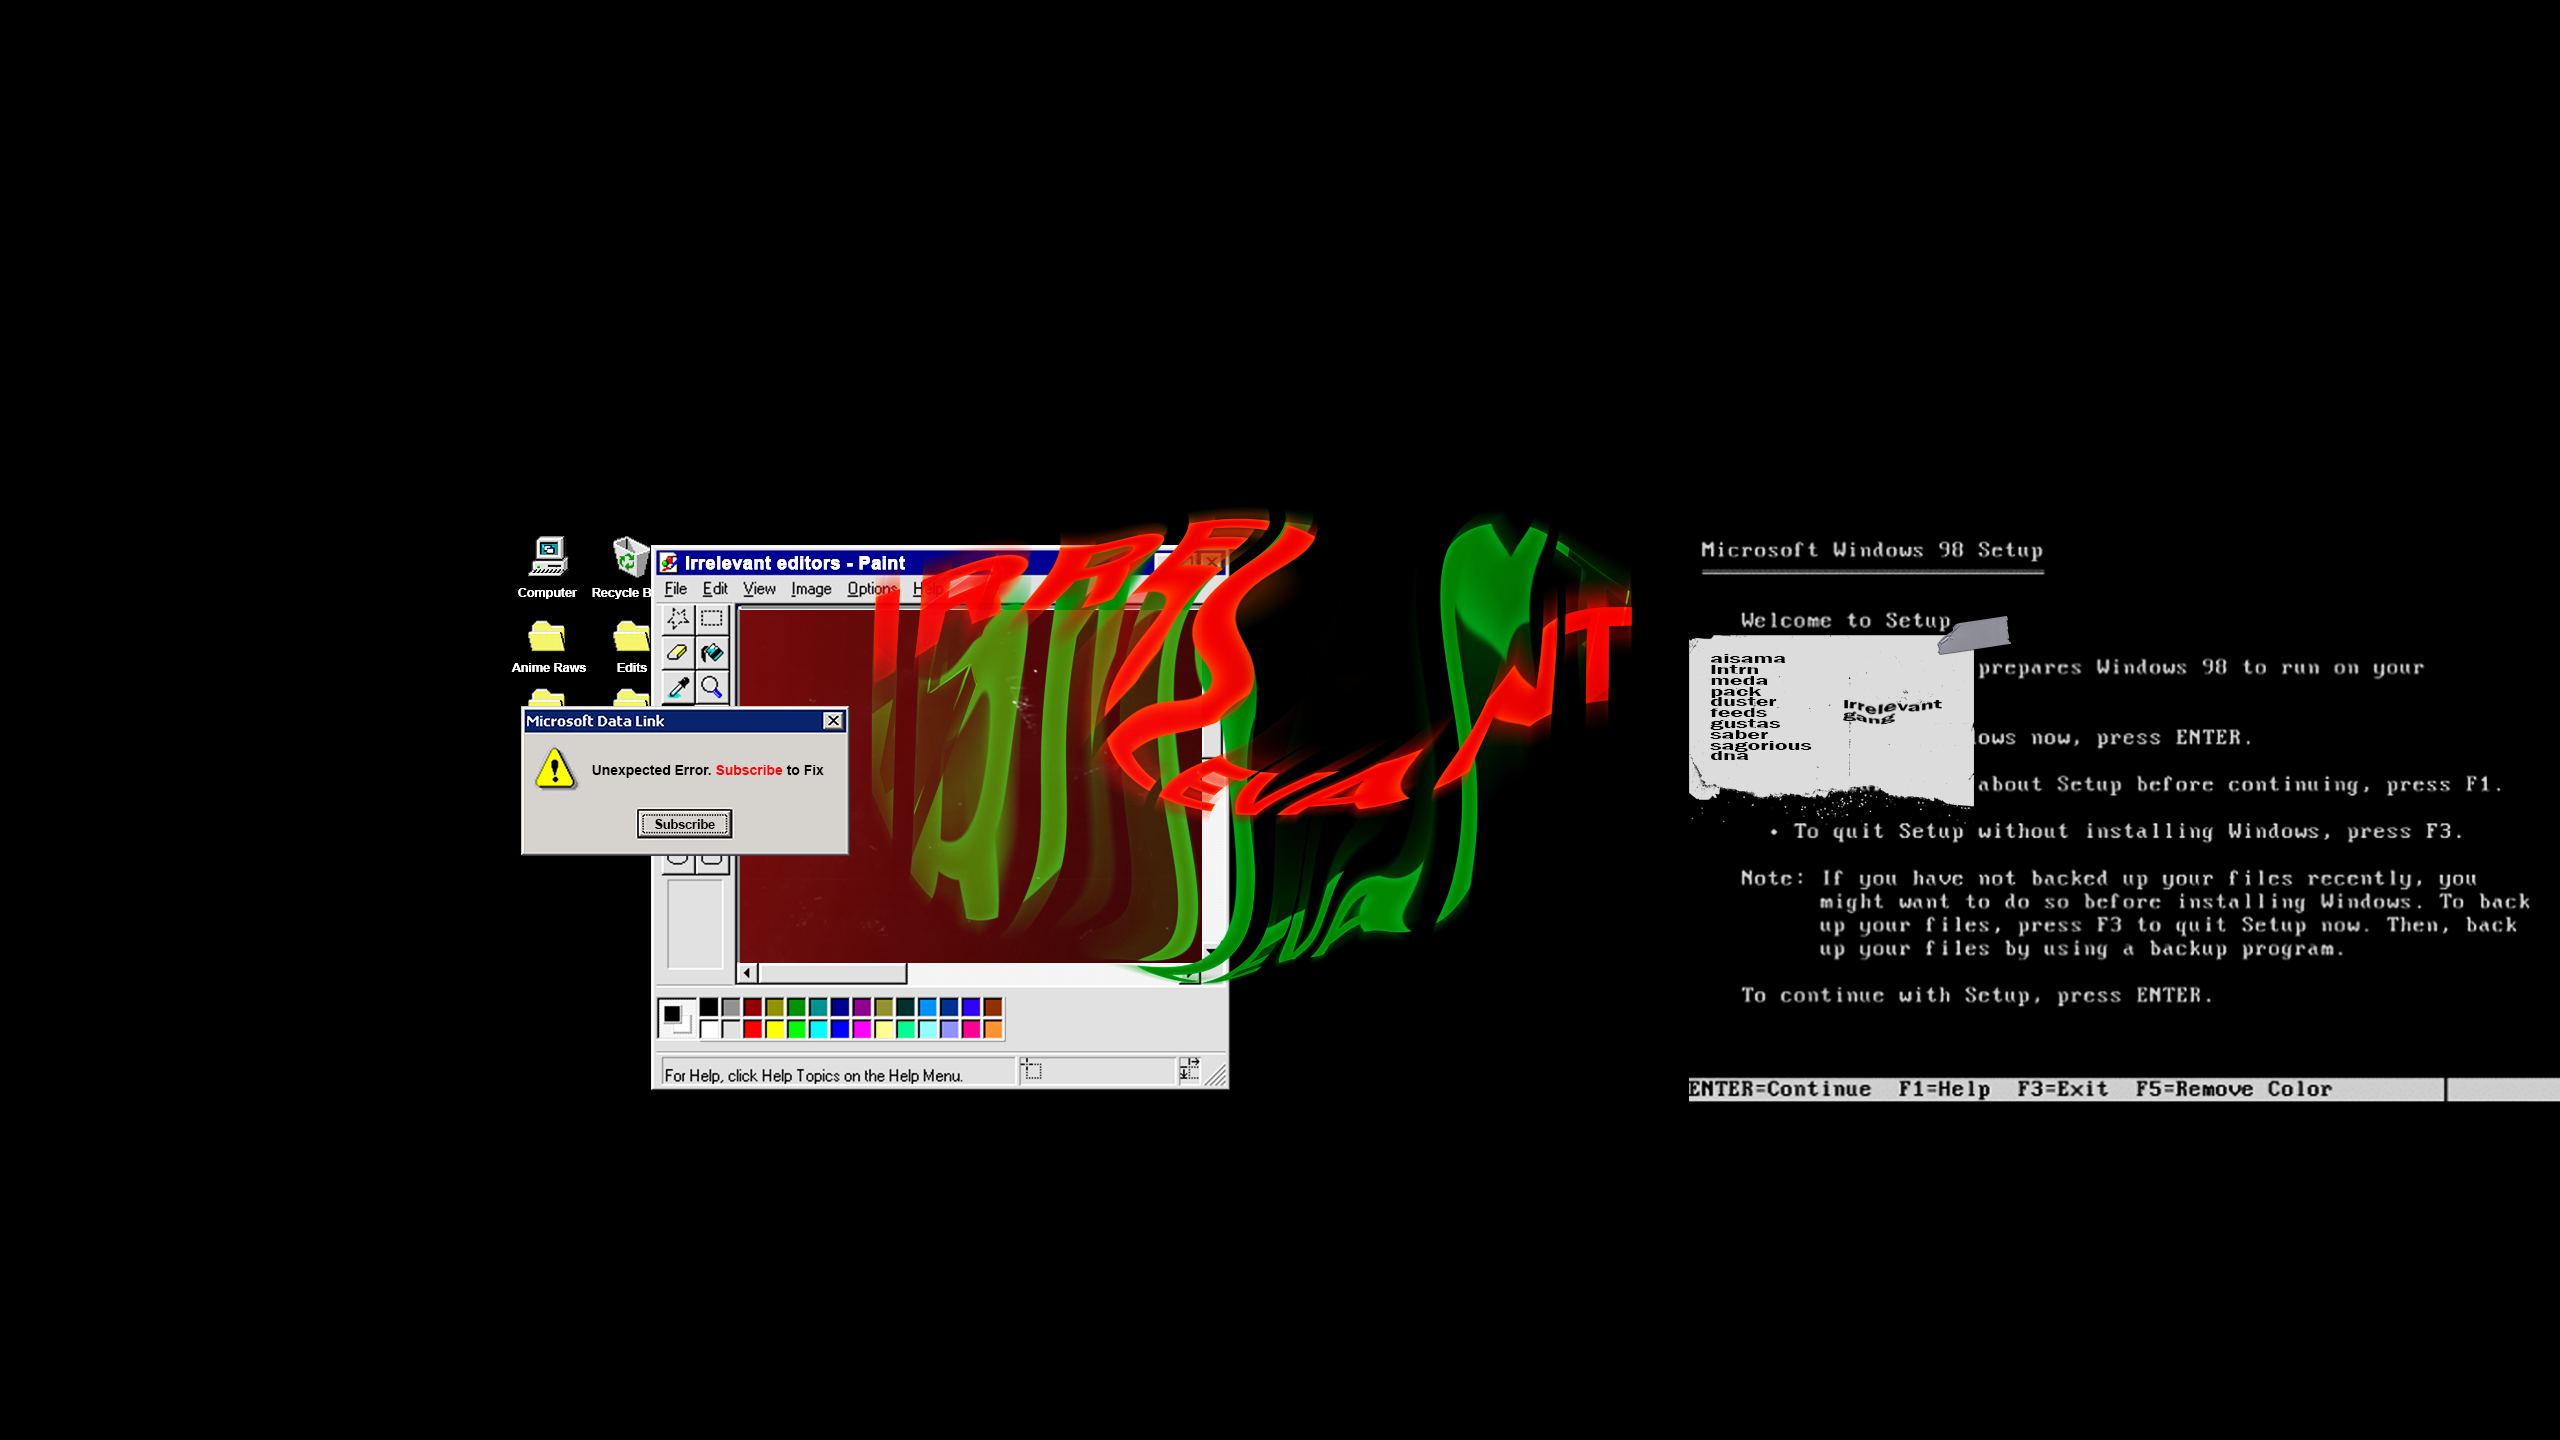 Computer
Recycle B
Anime Raws
Edits
Irrelevant editors - Paint
File Edit View Image Options Help
Microsoft Data Link
Unexpected Error. Subscribe to Fix
Subscribe
For Help, click Help Topics on the Help Menu.
IRRELEVANT
Microsoft Windows 98 Setup
Welcome to Setup
prepares Windows 98 to run on your
ows now, press ENTER.
about Setup before continuing, press F1.
• To quit Setup without installing Windows, press F3.
Note: If you have not backed up your files recently, you
might want to do so before installing Windows. To back
up your files, press F3 to quit Setup now. Then, back
up your files by using a backup program.
To continue with Setup, press ENTER.
ENTER=Continue F1=Help F3=Exit F5=Remove Color
aisama
meda
pack
duster
feeds
gustas
saber
sagorious
dna
Irrelevant
gang